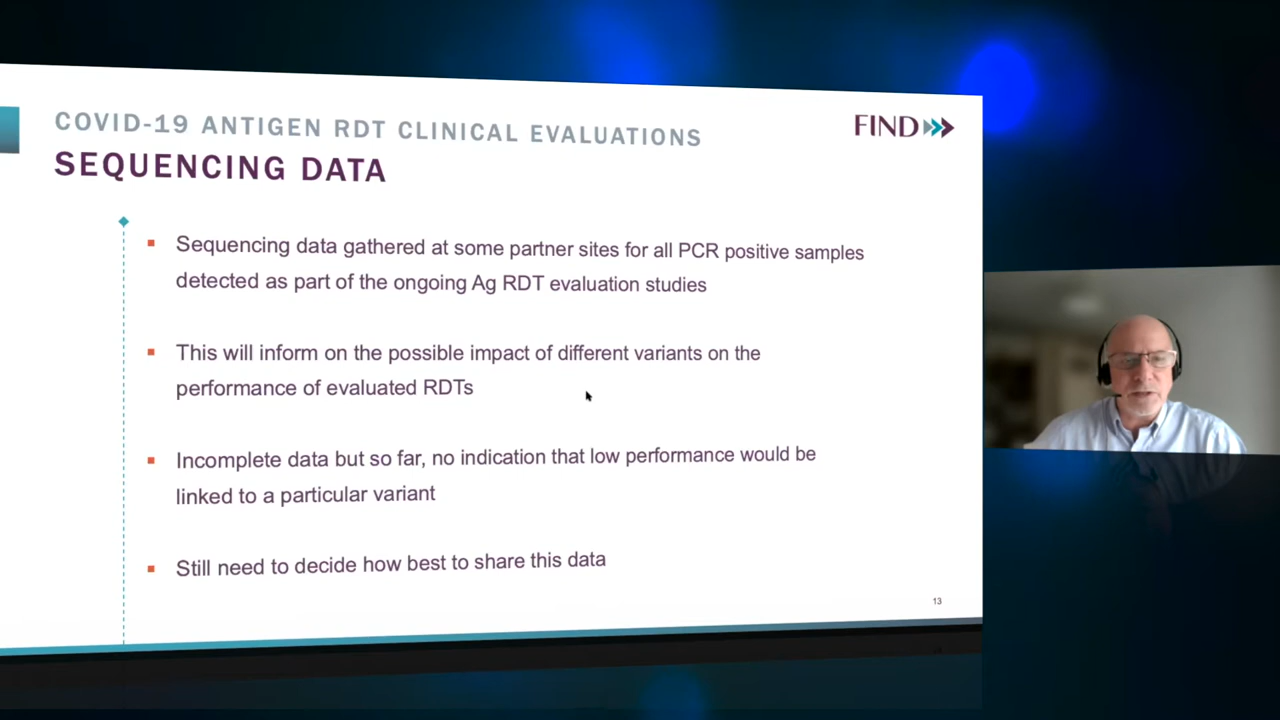 COVID-19 ANTIGEN RDT CLINICAL EVALUATIONS
FIND
SEQUENCING DATA
Sequencing data gathered at some partner sites for all PCR positive samples
detected as part of the ongoing Ag RDT evaluation studies
This will inform on the possible impact of different variants on the
performance of evaluated RDTs
Incomplete data but so far, no indication that low performance would be
linked to a particular variant
Still need to decide how best to share this data
13